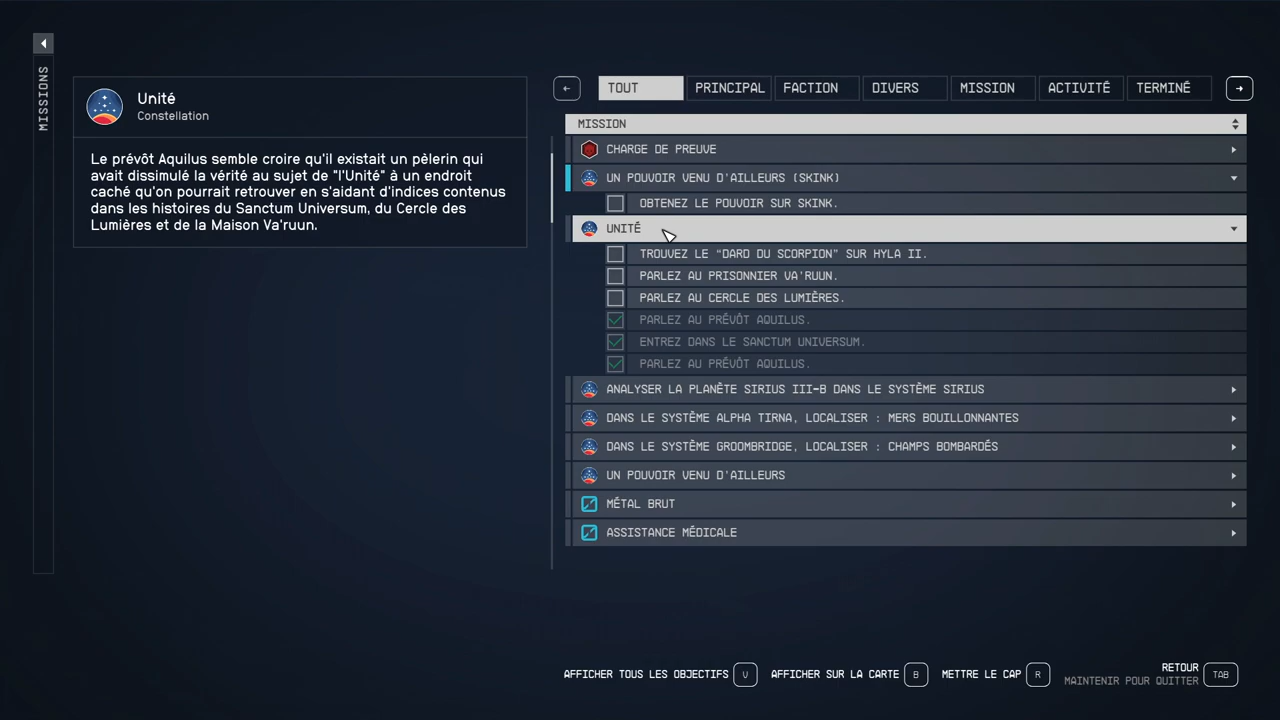 MISSIONS
Unité
Constellation
Le prévôt Aquilus semble croire qu'il existait un pèlerin qui
avait dissimulé la vérité au sujet de "l'Unité" à un endroit
caché qu'on pourrait retrouver en s'aidant d'indices contenus
dans les histoires du Sanctum Universum, du Cercle des
Lumières et de la Maison Va'ruun.
TOUT
PRINCIPAL
FACTION
DIVERS
MISSION
ACTIVITÉ
TERMINÉ
MISSION
CHARGE DE PREUVE
UN POUVOIR VENU D'AILLEURS (SKINK)
OBTENEZ LE POUVOIR SUR SKINK.
UNITÉ
TROUVEZ LE "DARD DU SCORPION" SUR HYLA II.
PARLEZ AU PRISONNIER VA'RUUN.
PARLEZ AU CERCLE DES LUMIÈRES.
PARLEZ AU PRÉVÔT AQUILUS.
ENTREZ DANS LE SANCTUM UNIVERSUM.
PARLEZ AU PRÉVÔT AQUILUS.
ANALYSER LA PLANÈTE SIRIUS III-B DANS LE SYSTÈME SIRIUS
DANS LE SYSTÈME ALPHA TIRNA, LOCALISER : MERS BOUILLONNANTES
DANS LE SYSTÈME GROOMBRIDGE, LOCALISER : CHAMPS BOMBARDÉS
UN POUVOIR VENU D'AILLEURS
MÉTAL BRUT
ASSISTANCE MÉDICALE
AFFICHER TOUS LES OBJECTIFS V
AFFICHER SUR LA CARTE B
METTRE LE CAP R
RETOUR
MAINTENIR POUR QUITTER
TAB